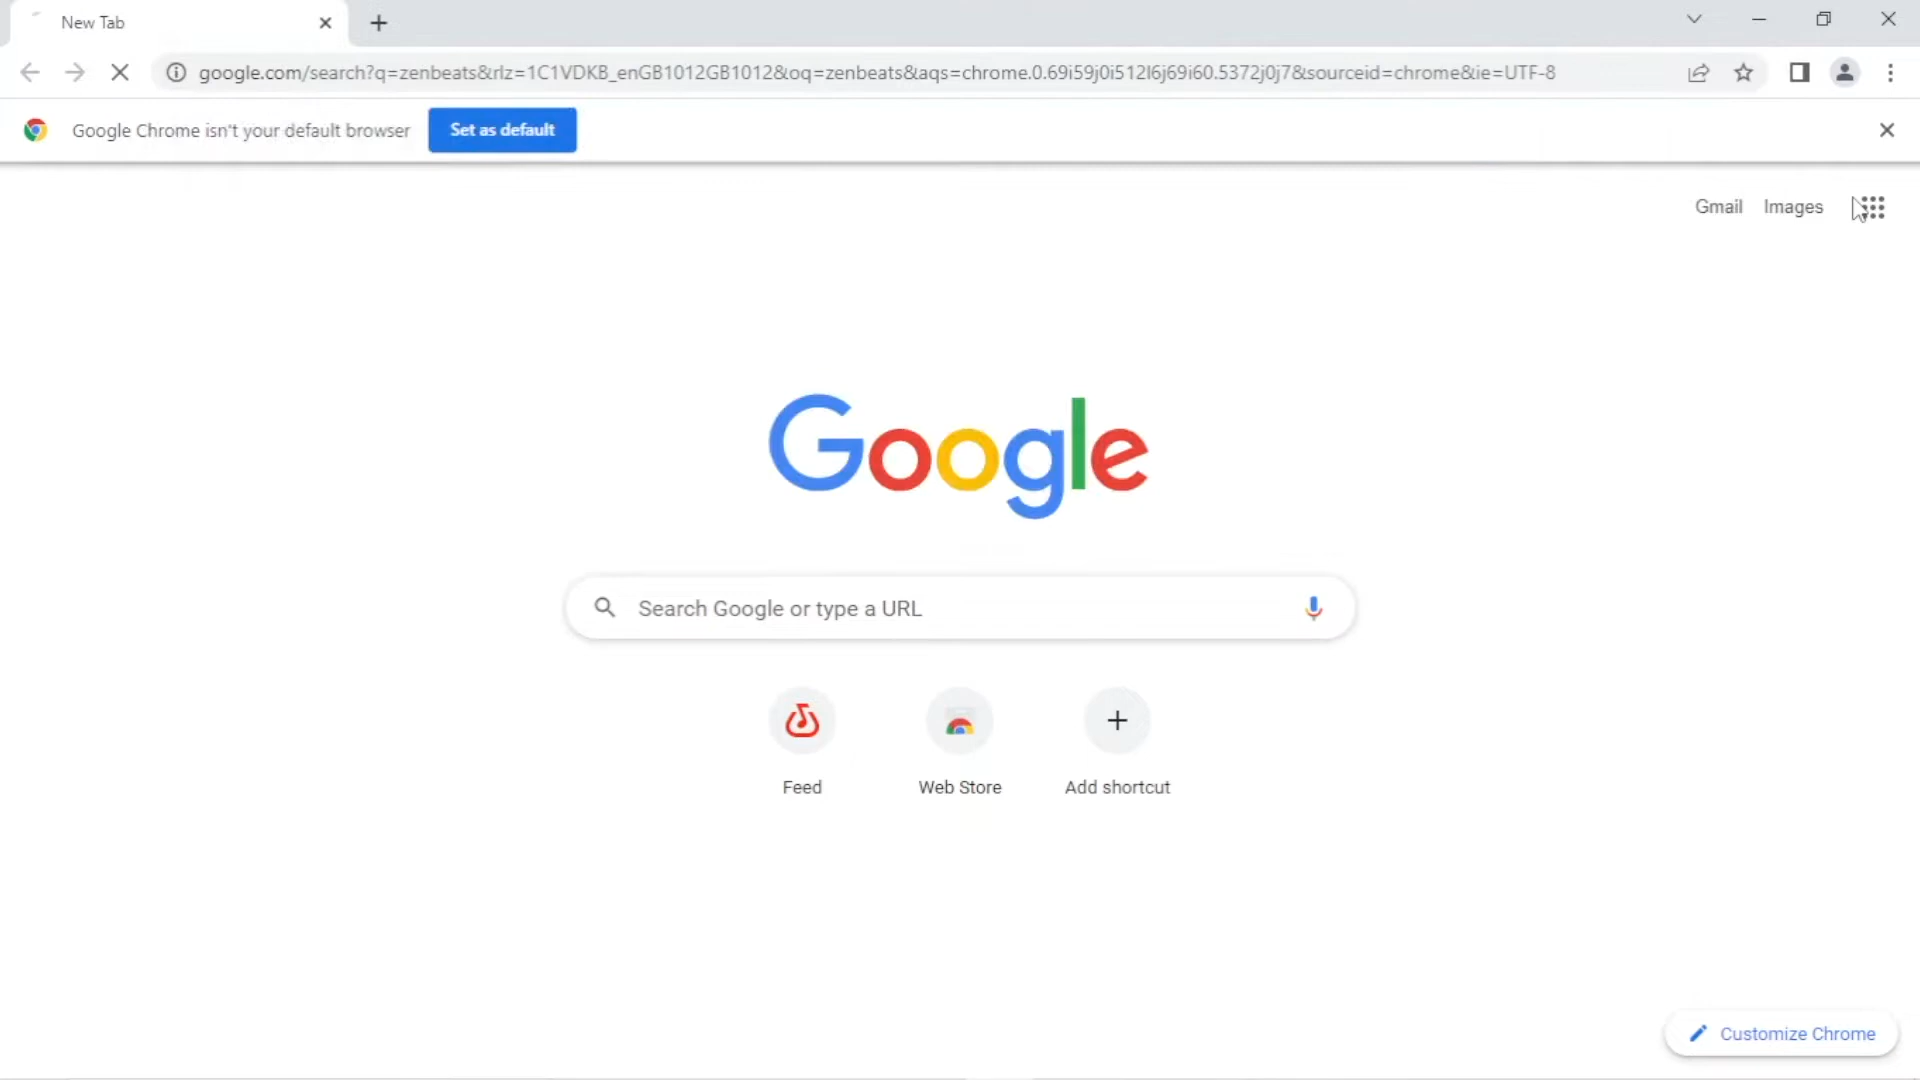 New Tab
google.com/search?q=zenbeats&rlz=1C1VDKB_enGB1012GB1012&oq=zenbeats&aqs=chrome.0.69i59j0i512l6j69i60.5372j0j7&sourceid=chrome&ie=UTF-8
Google Chrome isn't your default browser
Set as default
Gmail
Images
Google
Search Google or type a URL
Feed
Web Store
Add shortcut
Customize Chrome